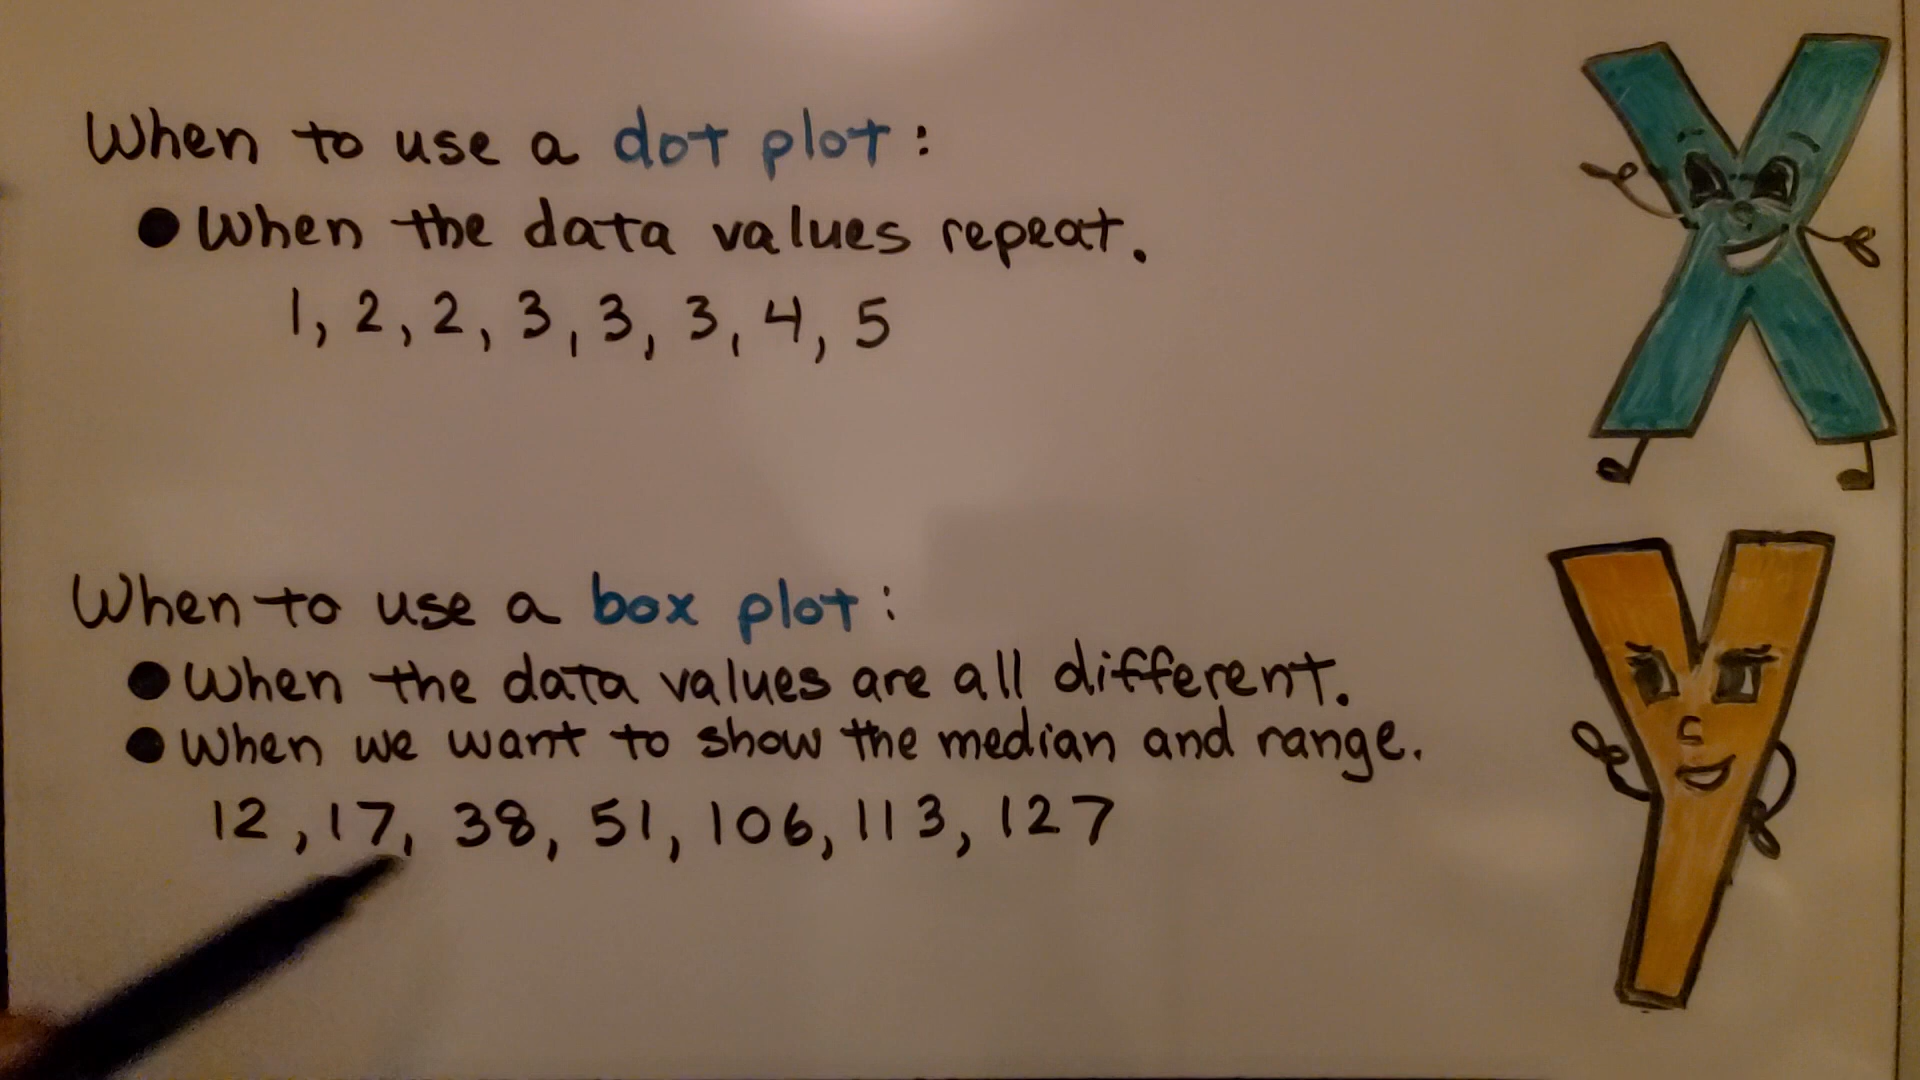 When to use a dot plot:
● When the data values repeat.
1, 2, 2, 3, 3, 3, 4, 5
When to use a box plot:
● When the data values are all different.
● When we want to show the median and range.
12, 17, 38, 51, 106, 113, 127